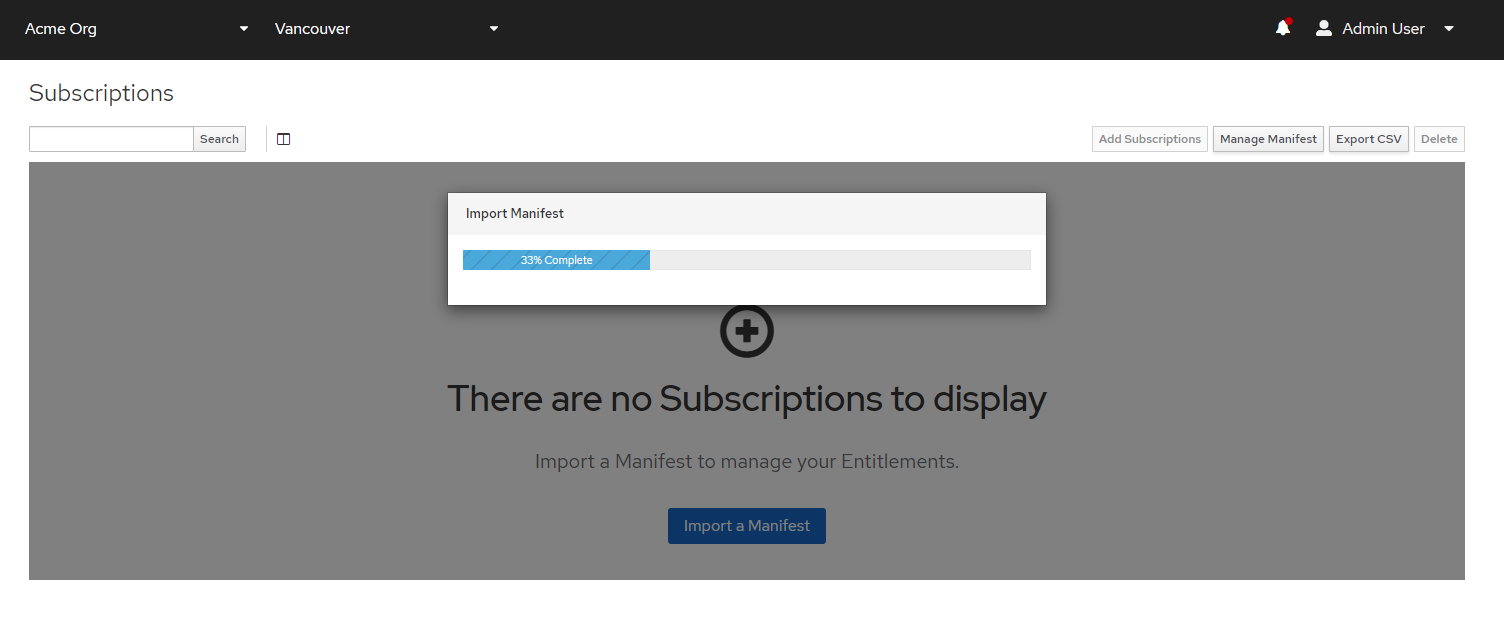 Acme Org Vancouver Admin User
Subscriptions
Search Add Subscriptions Manage Manifest Export CSV Delete
Import Manifest
33% Complete
There are no Subscriptions to display
Import a Manifest to manage your Entitlements.
Import a Manifest